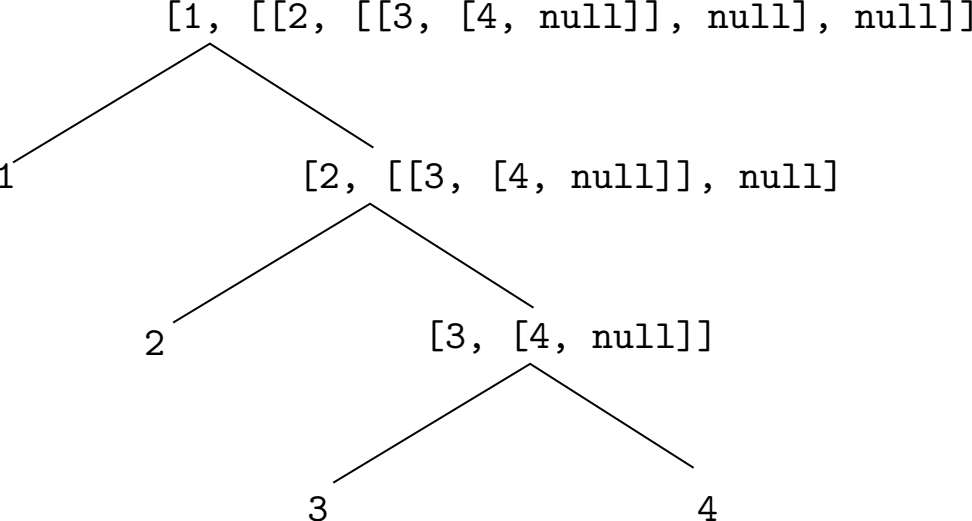 [1, [[2, [[3, [4, null]], null], null]]
1
[2, [[3, [4, null]], null]
2
[3, [4, null]]
3
4